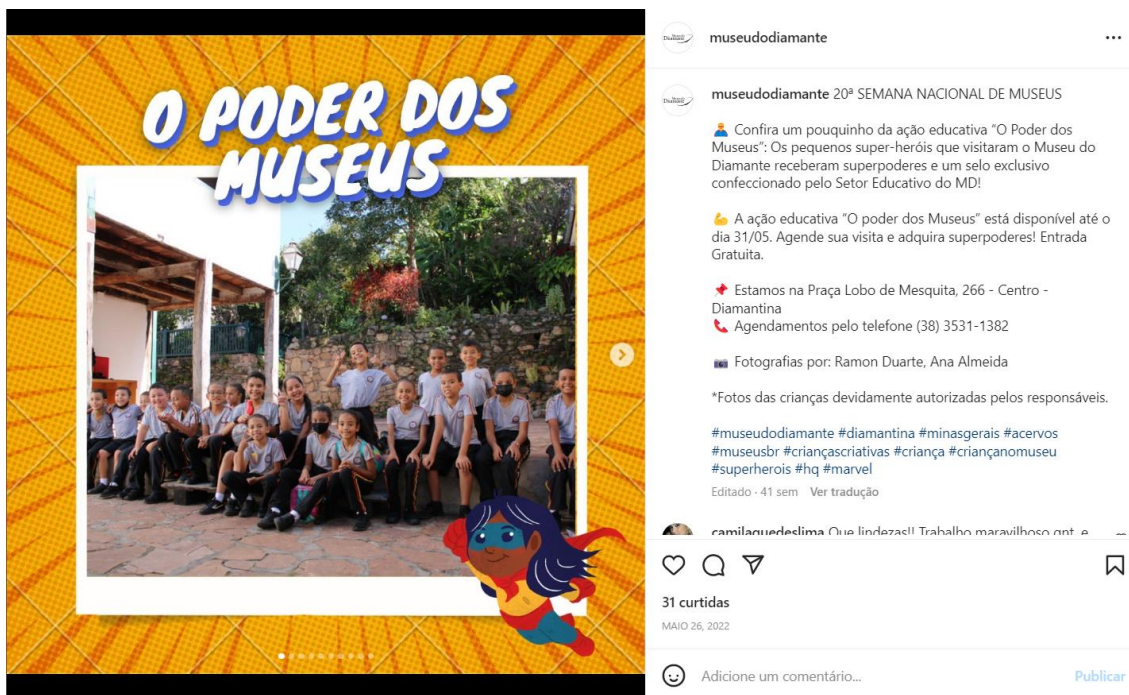 O PODER DOS
MUSEUS
museudodiamante
museudodiamante 20ª SEMANA NACIONAL DE MUSEUS
Confira um pouquinho da ação educativa “O Poder dos
Museus”: Os pequenos super-heróis que visitaram o Museu do
Diamante receberam superpoderes e um selo exclusivo
confeccionado pelo Setor Educativo do MD!
A ação educativa “O poder dos Museus” está disponível até o
dia 31/05. Agende sua visita e adquira superpoderes! Entrada
Gratuita.
Estamos na Praça Lobo de Mesquita, 266 - Centro -
Diamantina
Agendamentos pelo telefone (38) 3531-1382
Fotografias por: Ramon Duarte, Ana Almeida
*Fotos das crianças devidamente autorizadas pelos responsáveis.
#museudodiamante #diamantina #minasgerais #acervos
#museusbr #criançascriativas #criança #criançanomuseu
#superherois #hq #marvel
Editado · 41 sem Ver tradução
camilaguedeslima Que lindezas!! Trabalho maravilhoso qnt, e
31 curtidas
MAIO 26, 2022
Adicione um comentário...
Publicar